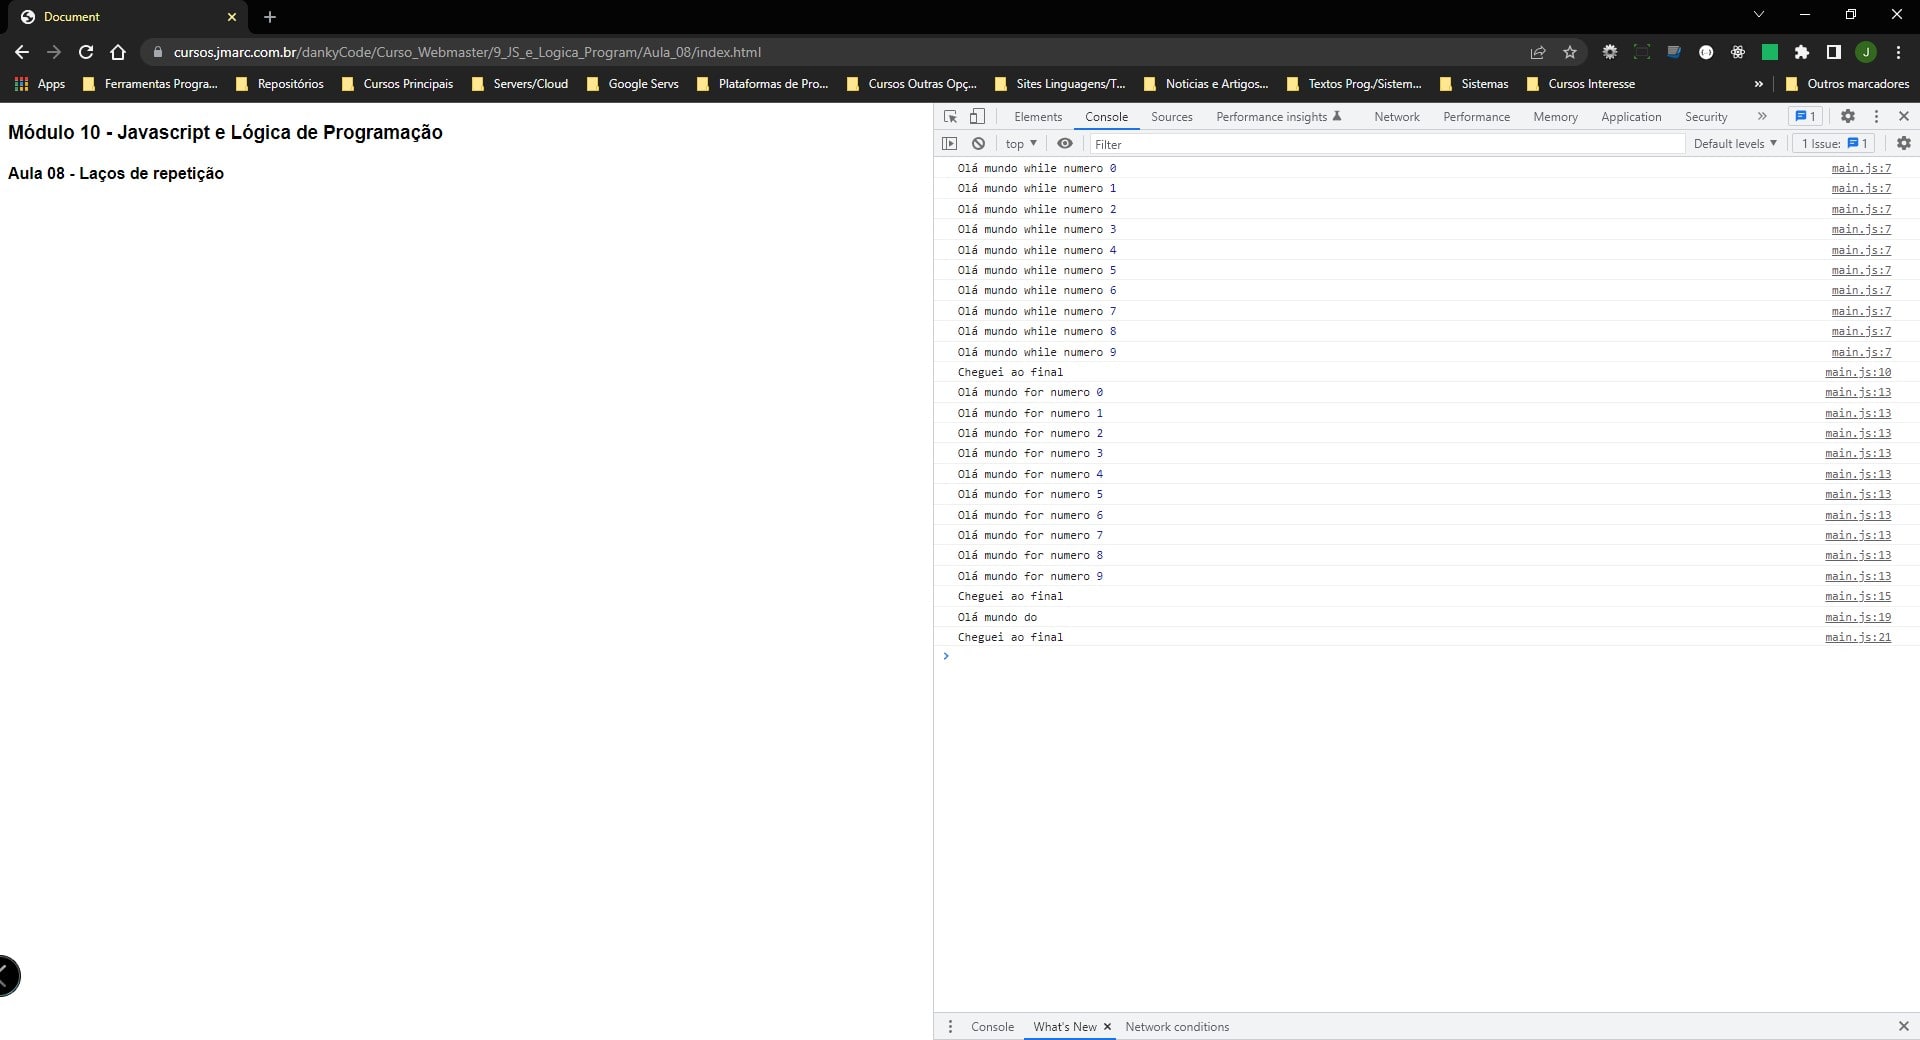 Document
cursos.jmarc.com.br/dankyCode/Curso_Webmaster/9_JS_e_Logica_Program/Aula_08/index.html
J
Apps Ferramentas Progra... Repositórios Cursos Principais Servers/Cloud Google Servs Plataformas de Pro... Cursos Outras Opç... Sites Linguagens/T... Noticias e Artigos... Textos Prog./Sistem... Sistemas Cursos Interesse » Outros marcadores
Módulo 10 - Javascript e Lógica de Programação
Aula 08 - Laços de repetição
Elements Console Sources Performance insights Network Performance Memory Application Security » 1
top Filter Default levels 1 Issue: 1
Olá mundo while numero 0 main.js:7
Olá mundo while numero 1 main.js:7
Olá mundo while numero 2 main.js:7
Olá mundo while numero 3 main.js:7
Olá mundo while numero 4 main.js:7
Olá mundo while numero 5 main.js:7
Olá mundo while numero 6 main.js:7
Olá mundo while numero 7 main.js:7
Olá mundo while numero 8 main.js:7
Olá mundo while numero 9 main.js:7
Cheguei ao final main.js:10
Olá mundo for numero 0 main.js:13
Olá mundo for numero 1 main.js:13
Olá mundo for numero 2 main.js:13
Olá mundo for numero 3 main.js:13
Olá mundo for numero 4 main.js:13
Olá mundo for numero 5 main.js:13
Olá mundo for numero 6 main.js:13
Olá mundo for numero 7 main.js:13
Olá mundo for numero 8 main.js:13
Olá mundo for numero 9 main.js:13
Cheguei ao final main.js:15
Olá mundo do main.js:19
Cheguei ao final main.js:21
Console What's New Network conditions